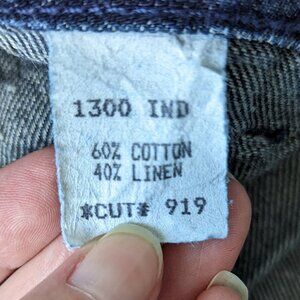 1300 IND
60% COTTON
40% LINEN
*CUT# 919